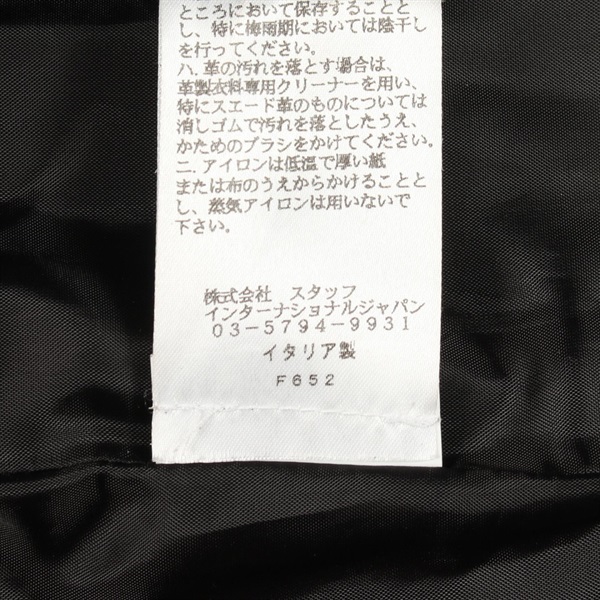 ところにおいて保存することと
し、特に梅雨期においては陰干し
を行ってください。
ハ.革の汚れを落とす場合は、
革製衣料専用クリーナーを用い、
特にスエード革のものについては
消しゴムで汚れを落としたうえ、
かためのブラシをかけてください。
ニ.アイロンは低温で厚い紙
または布のうえからかけることと
し、蒸気アイロンは用いないで
下さい。
株式会社 スタッフ
インターナショナルジャパン
03-5794-9931
イタリア製
F652